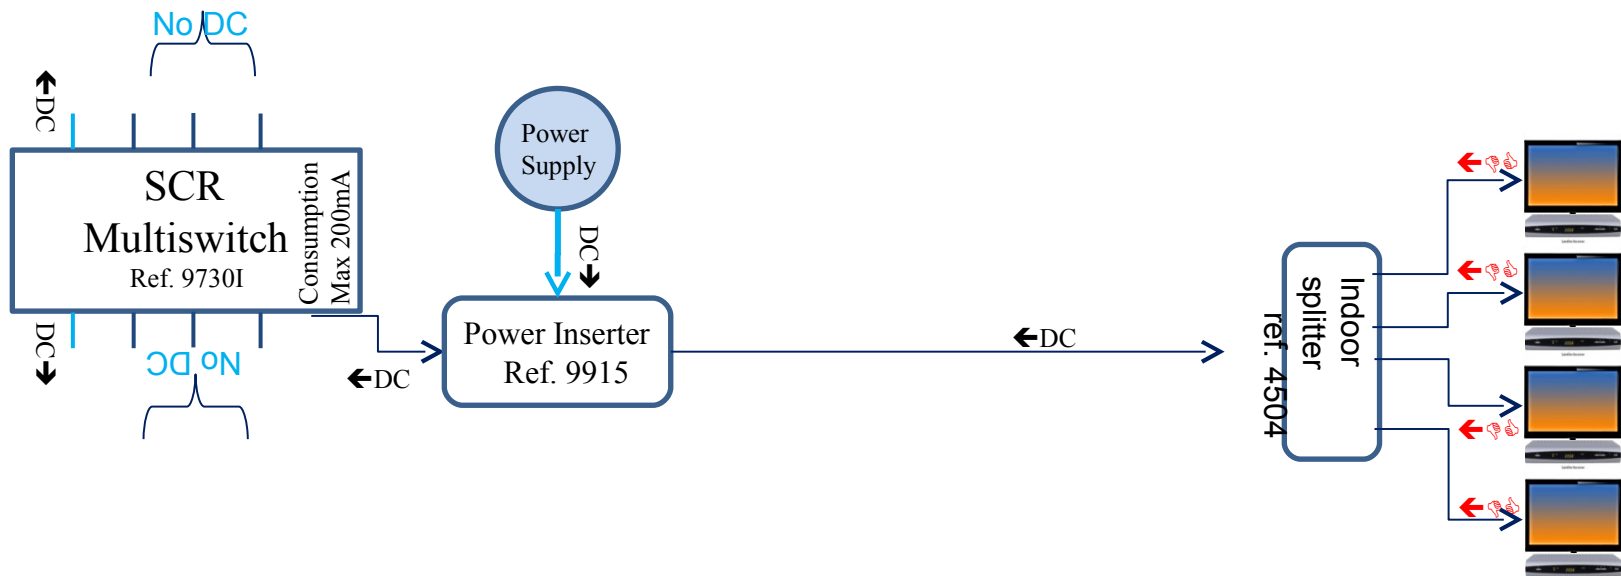 No DC
←DC
SCR
Multiswitch
Ref. 9730I
Consumption
Max 200mA
DC→
No DC
←DC
Power
Supply
DC→
Power Inserter
Ref. 9915
←DC
Indoor
splitter
ref. 4504